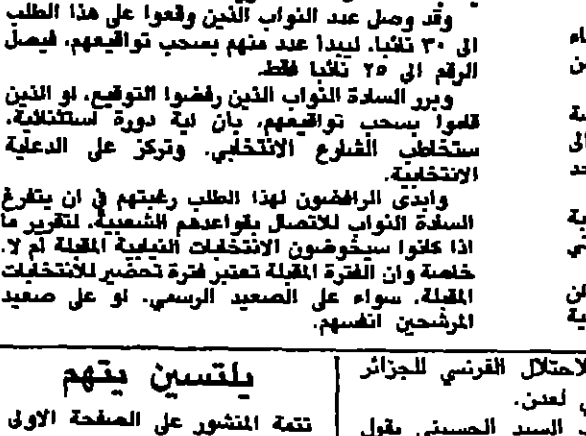 وقد وصل عدد النواب الذين وقعوا على هذا الطلب
الى ٣٠ نائبا، ليبدا عدد منهم بسحب تواقيعهم، فيصل
الرقم الى ٢٥ نائبا فقط.
وبرر السادة النواب الذين رفضوا التوقيع، او الذين
قاموا بسحب تواقيعهم، بان اية دورة استثنائية،
ستخاطب الشارع الانتخابي، وتركز على الدعاية
الانتخابية.
وابدى الرافضون لهذا الطلب رغبتهم في ان يتفرغ
السادة النواب للاتصال بقواعدهم الشعبية، لتقرير ما
اذا كانوا سيخوضون الانتخابات النيابية المقبلة ام لا.
خاصة وان الفترة المقبلة تعتبر فترة تحضير للانتخابات
المقبلة، سواء على الصعيد الرسمي، او على صعيد
المرشحين انفسهم.
لاحتلال الفرنسي للجزائر
لعدن.
السيد الحسيني يقول
يلتسين يتهم
تتمة المنشور على الصفحة الاولى